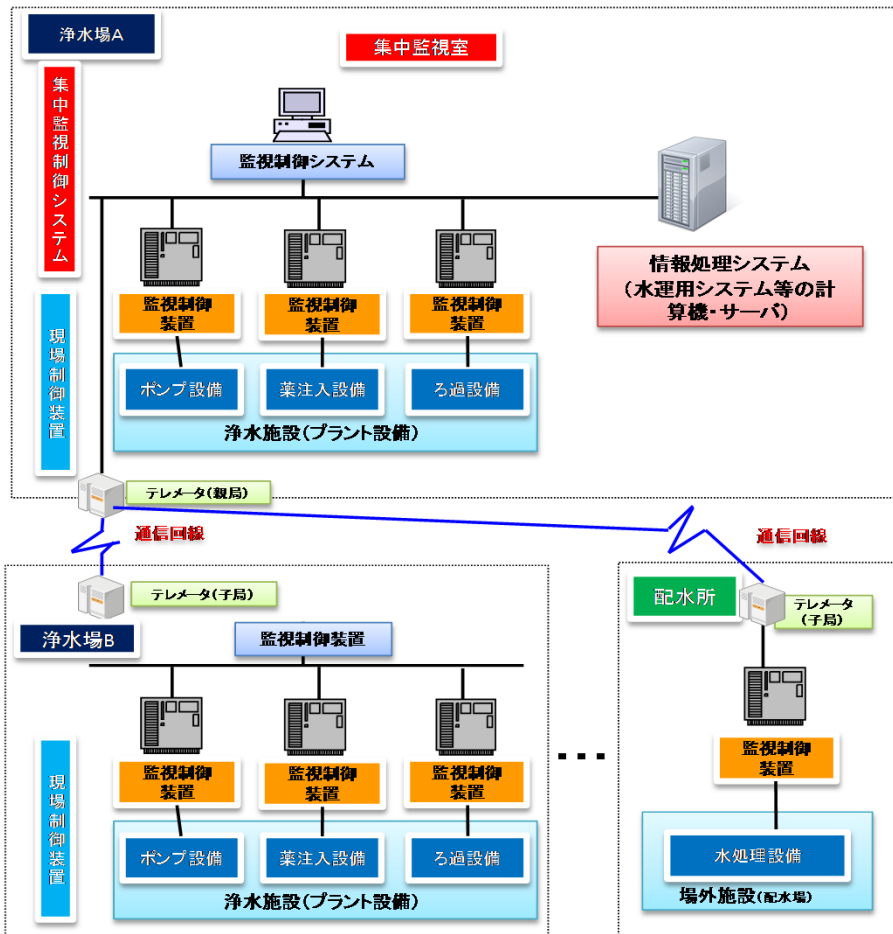 浄水場A
集中監視室
集中監視制御システム
監視制御システム
情報処理システム
(水運用システム等の計
算機・サーバ)
監視制御
装置
監視制御
装置
監視制御
装置
現場制御装置
ポンプ設備
薬注入設備
ろ過設備
浄水施設(プラント設備)
テレメータ(親局)
通信回線
通信回線
テレメータ(子局)
浄水場B
監視制御装置
監視制御
装置
監視制御
装置
監視制御
装置
現場制御装置
ポンプ設備
薬注入設備
ろ過設備
浄水施設(プラント設備)
・・・
配水所
テレメータ
(子局)
監視制御
装置
水処理設備
場外施設(配水場)